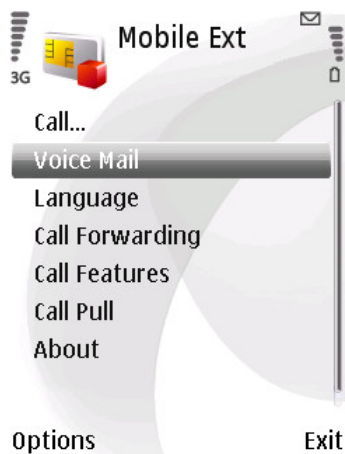 Mobile Ext
3G
Call...
Voice Mail
Language
Call Forwarding
Call Features
Call Pull
About
Options Exit